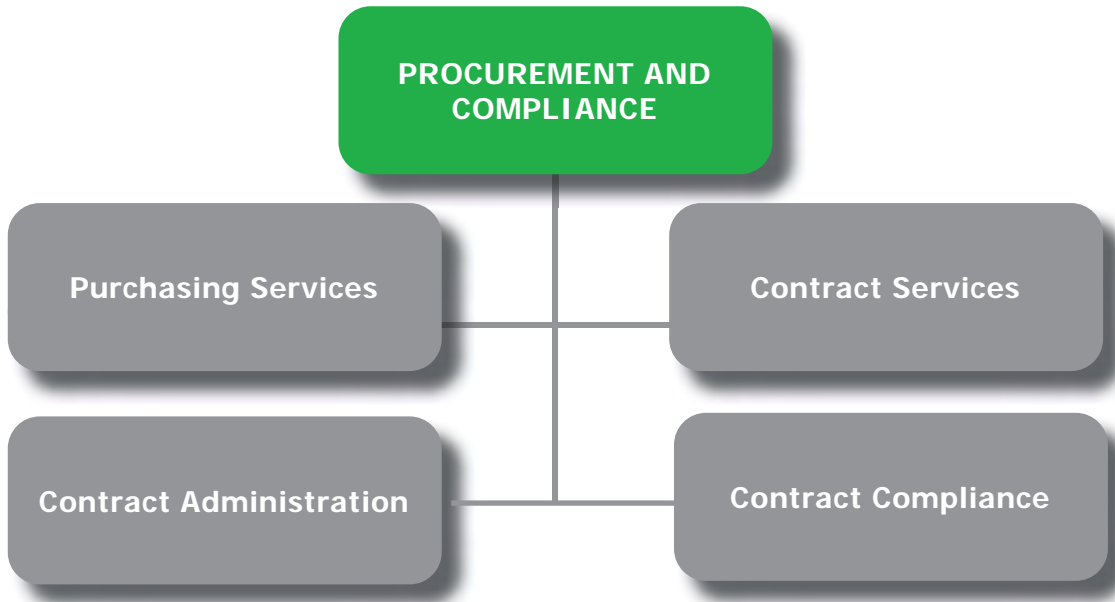 PROCUREMENT AND
COMPLIANCE
Purchasing Services
Contract Services
Contract Administration
Contract Compliance